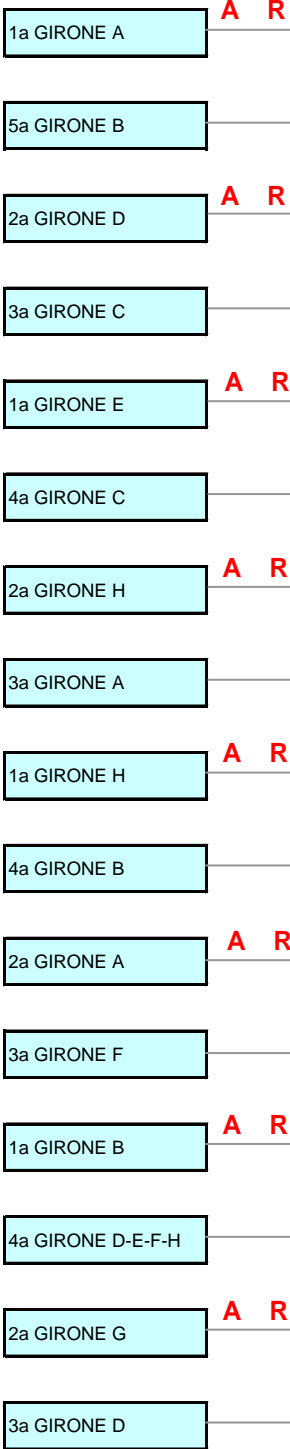 A R
1a GIRONE A
5a GIRONE B
A R
2a GIRONE D
3a GIRONE C
A R
1a GIRONE E
4a GIRONE C
A R
2a GIRONE H
3a GIRONE A
A R
1a GIRONE H
4a GIRONE B
A R
2a GIRONE A
3a GIRONE F
A R
1a GIRONE B
4a GIRONE D-E-F-H
A R
2a GIRONE G
3a GIRONE D